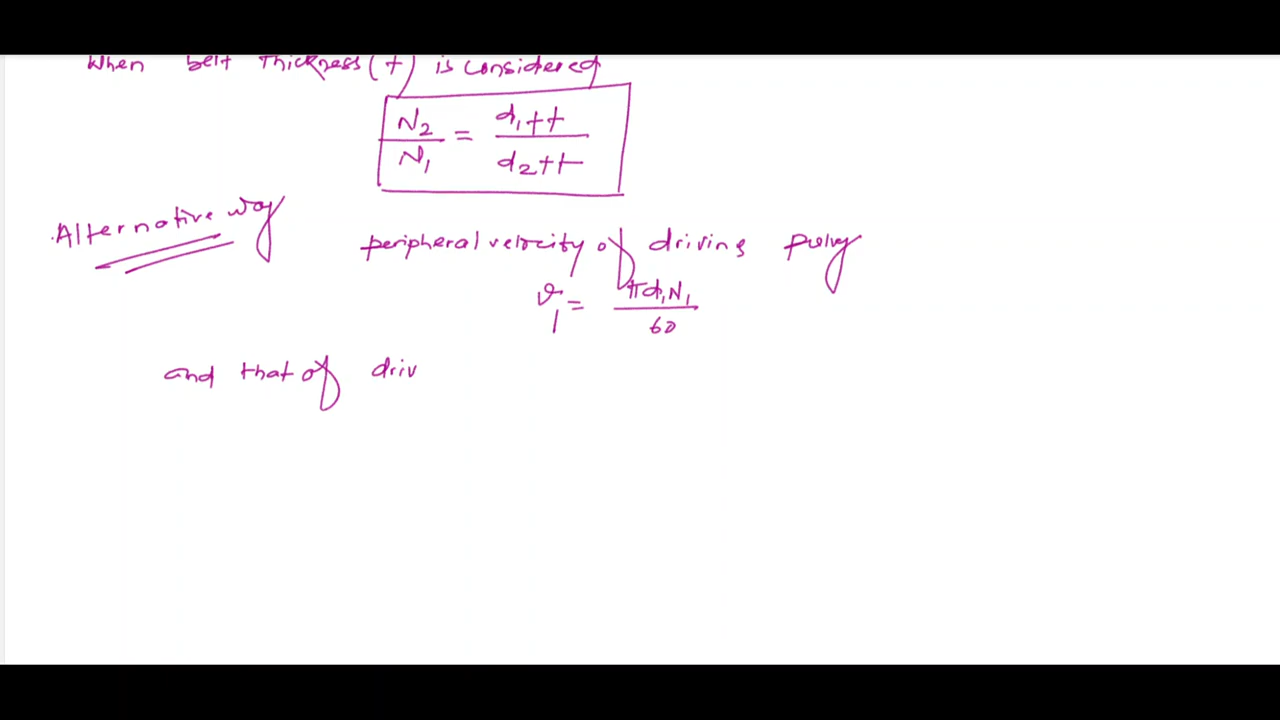 When belt thickness (t) is considered
N₂/N₁ = d₁+t/d₂+t
Alternative way
peripheral velocity of driving pulley
v₁ = πd₁N₁/60
and that of driv